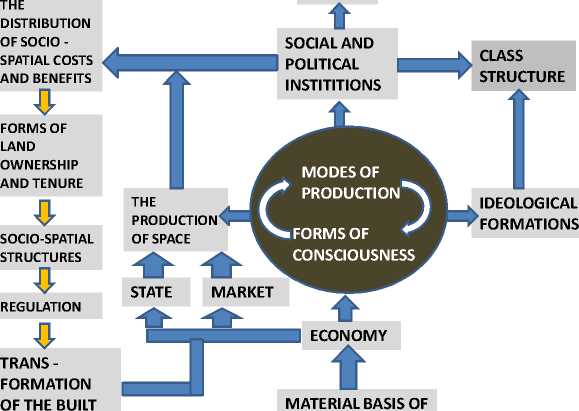 THE
DISTRIBUTION
OF SOCIO -
SPATIAL COSTS
AND BENEFITS
SOCIAL AND
POLITICAL
INSTITITIONS
CLASS
STRUCTURE
FORMS OF
LAND
OWNERSHIP
AND TENURE
MODES OF
PRODUCTION
FORMS OF
CONSCIOUSNESS
THE
PRODUCTION
OF SPACE
IDEOLOGICAL
FORMATIONS
SOCIO-SPATIAL
STRUCTURES
STATE
MARKET
REGULATION
ECONOMY
TRANS -
FORMATION
OF THE BUILT
MATERIAL BASIS OF